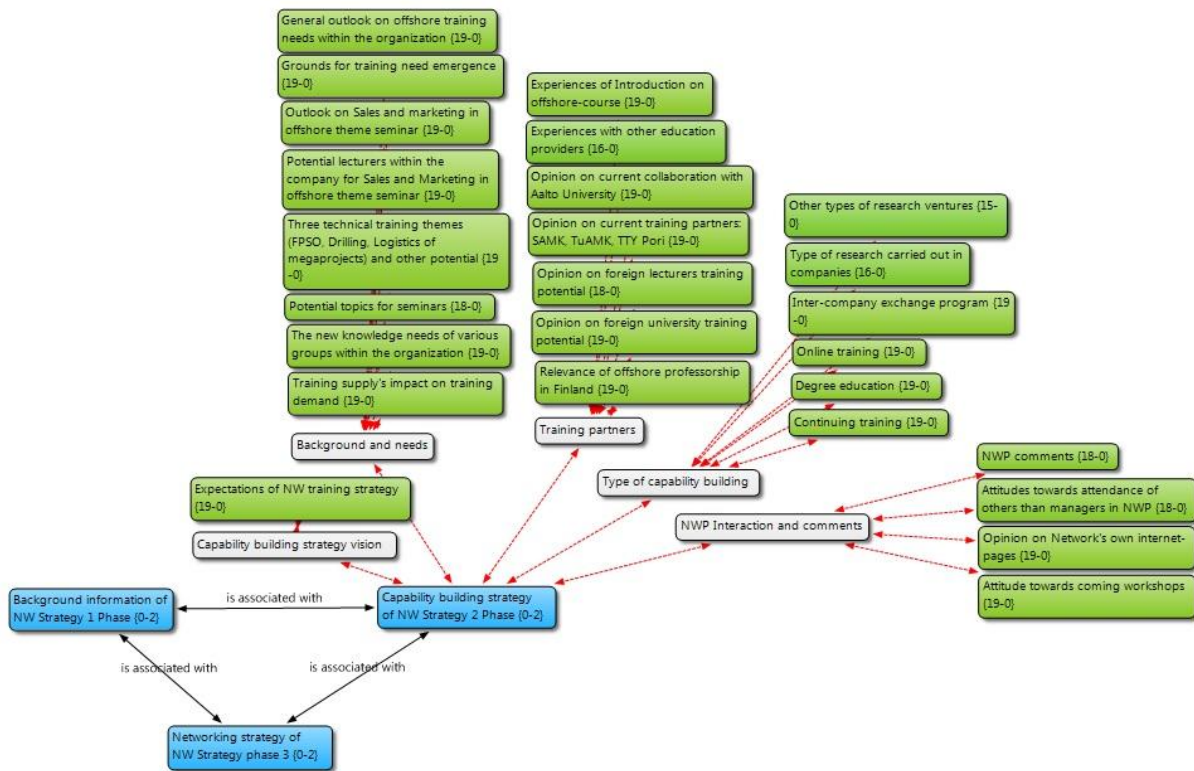 General outlook on offshore training
needs within the organization {19-0}
Grounds for training need emergence
{19-0}
Outlook on Sales and marketing in
offshore theme seminar {19-0}
Potential lecturers within the
company for Sales and Marketing in
offshore theme seminar {19-0}
Three technical training themes
(FPSO, Drilling, Logistics of
megaprojects) and other potential {19
-0}
Potential topics for seminars {18-0}
The new knowledge needs of various
groups within the organization {19-0}
Training supply's impact on training
demand {19-0}
Background and needs
Experiences of Introduction on
offshore-course {19-0}
Experiences with other education
providers {16-0}
Opinion on current collaboration with
Aalto University {19-0}
Opinion on current training partners:
SAMK, TuAMK, TTY Pori {19-0}
Opinion on foreign lecturers training
potential {18-0}
Opinion on foreign university training
potential {19-0}
Relevance of offshore professorship
in Finland {19-0}
Training partners
Other types of research ventures {15-
0}
Type of research carried out in
companies {16-0}
Inter-company exchange program {19
-0}
Online training {19-0}
Degree education {19-0}
Continuing training {19-0}
Type of capability building
NWP comments {18-0}
Attitudes towards attendance of
others than managers in NWP {18-0}
Opinion on Network's own internet-
pages {19-0}
Attitude towards coming workshops
{19-0}
NWP Interaction and comments
Expectations of NW training strategy
{19-0}
Capability building strategy vision
Background information of
NW Strategy 1 Phase {0-2}
is associated with
Capability building strategy
of NW Strategy 2 Phase {0-2}
is associated with
is associated with
Networking strategy of
NW Strategy phase 3 {0-2}